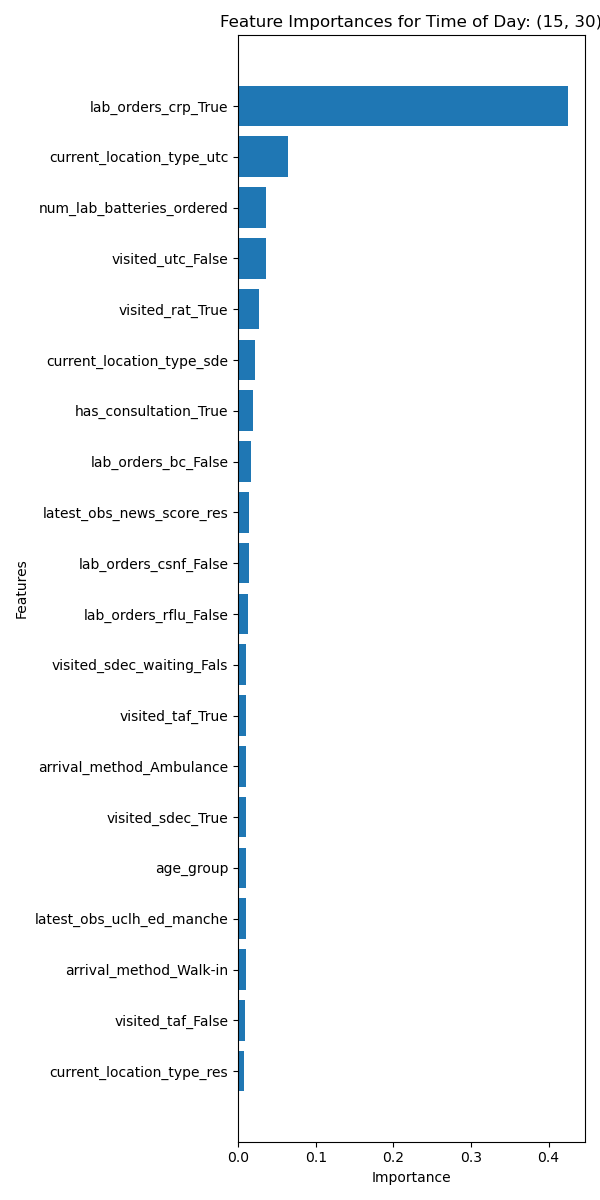 Feature Importances for Time of Day: (15, 30)
lab_orders_crp_True
current_location_type_utc
num_lab_batteries_ordered
visited_utc_False
visited_rat_True
current_location_type_sde
has_consultation_True
lab_orders_bc_False
latest_obs_news_score_res
lab_orders_csnf_False
lab_orders_rflu_False
visited_sdec_waiting_Fals
visited_taf_True
arrival_method_Ambulance
visited_sdec_True
age_group
latest_obs_uclh_ed_manche
arrival_method_Walk-in
visited_taf_False
current_location_type_res
Features
0.0 0.1 0.2 0.3 0.4
Importance